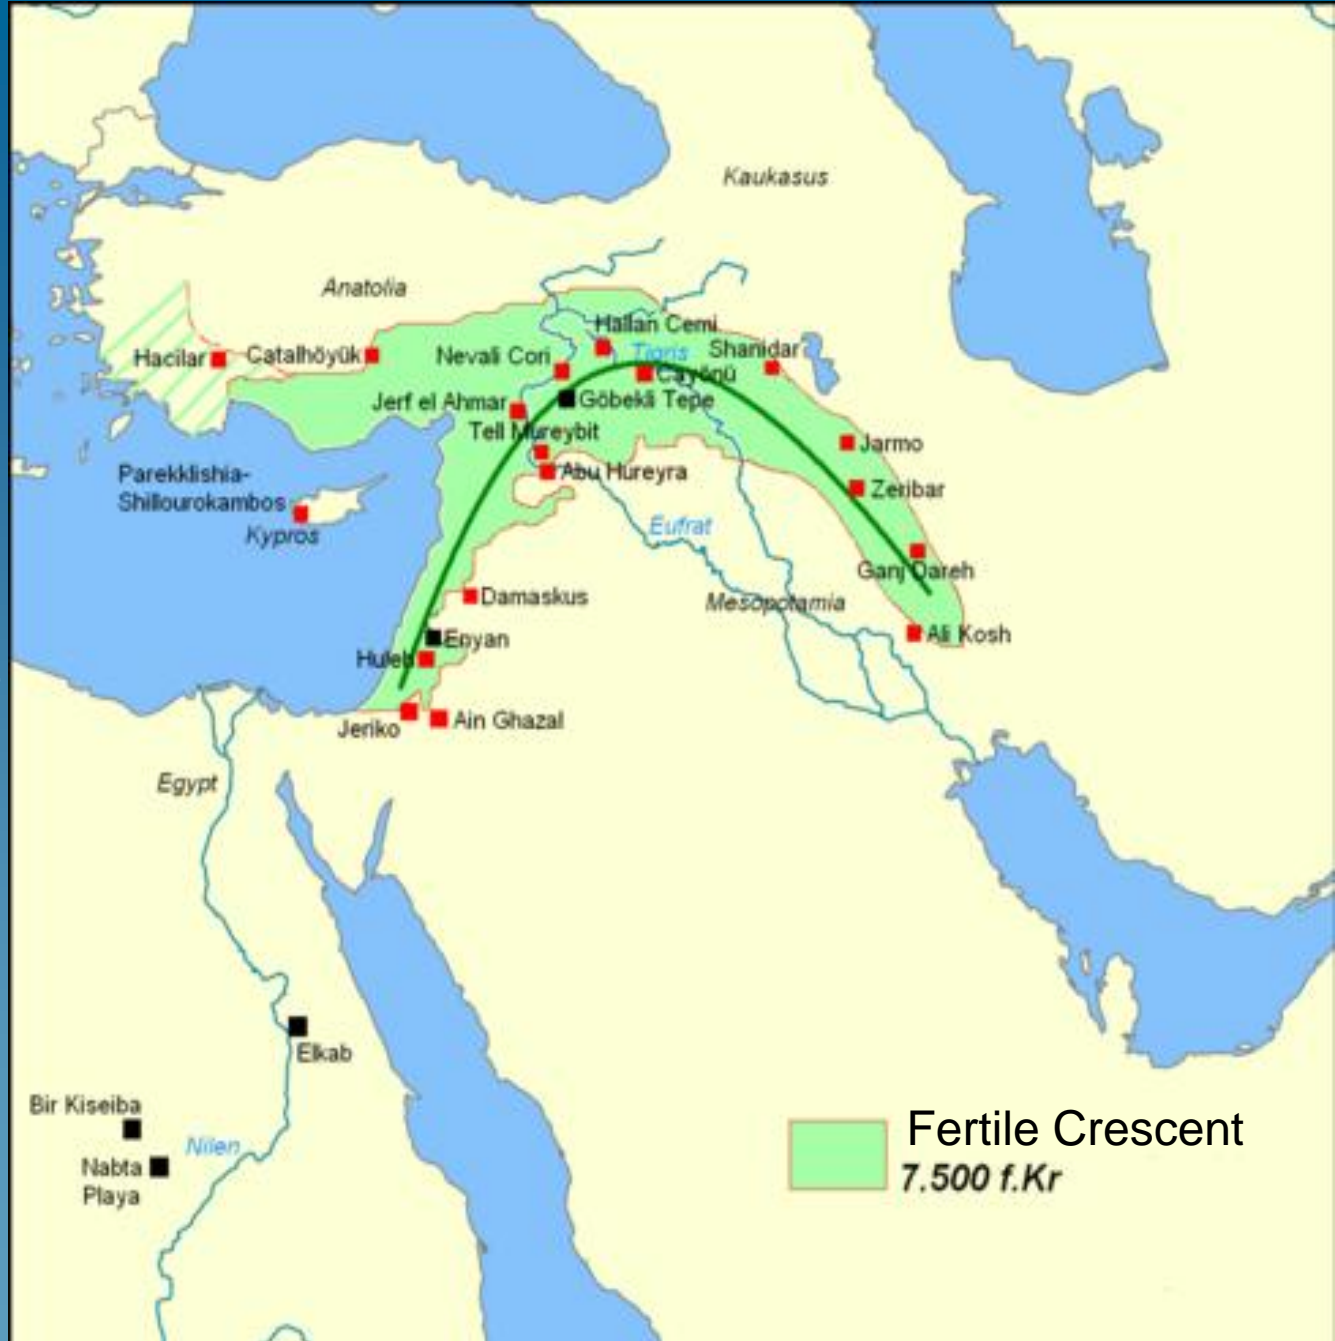 Kaukasus
Anatolia
Hallan Cemi
Hacilar
Catalhöyük
Nevali Cori
Tigris
Shanidar
Cayönü
Jerf el Ahmar
Göbekli Tepe
Tell Mureybit
Jarmo
Abu Hureyra
Parekklishia-
Shillourokambos
Zeribar
Kypros
Eufrat
Ganj Dareh
Damaskus
Mesopotamia
Enyan
Ali Kosh
Huleh
Jeriko
Ain Ghazal
Egypt
Elkab
Bir Kiseiba
Nilen
Nabta
Playa
Fertile Crescent
7.500 f.Kr